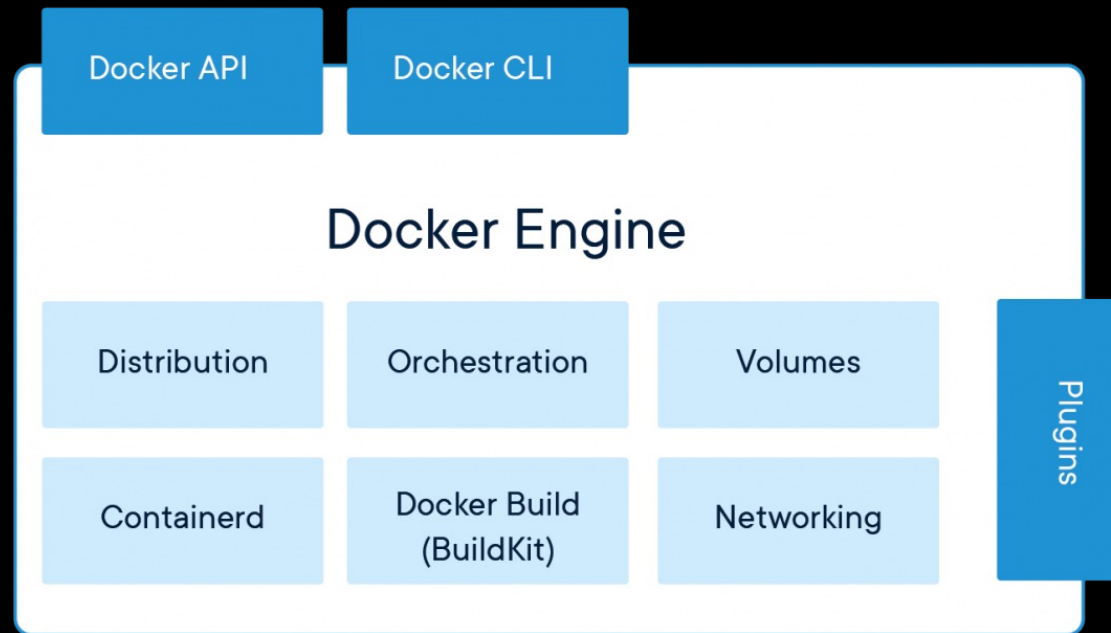 Docker API
Docker CLI
Docker Engine
Distribution
Orchestration
Volumes
Containerd
Docker Build
(BuildKit)
Networking
Plugins